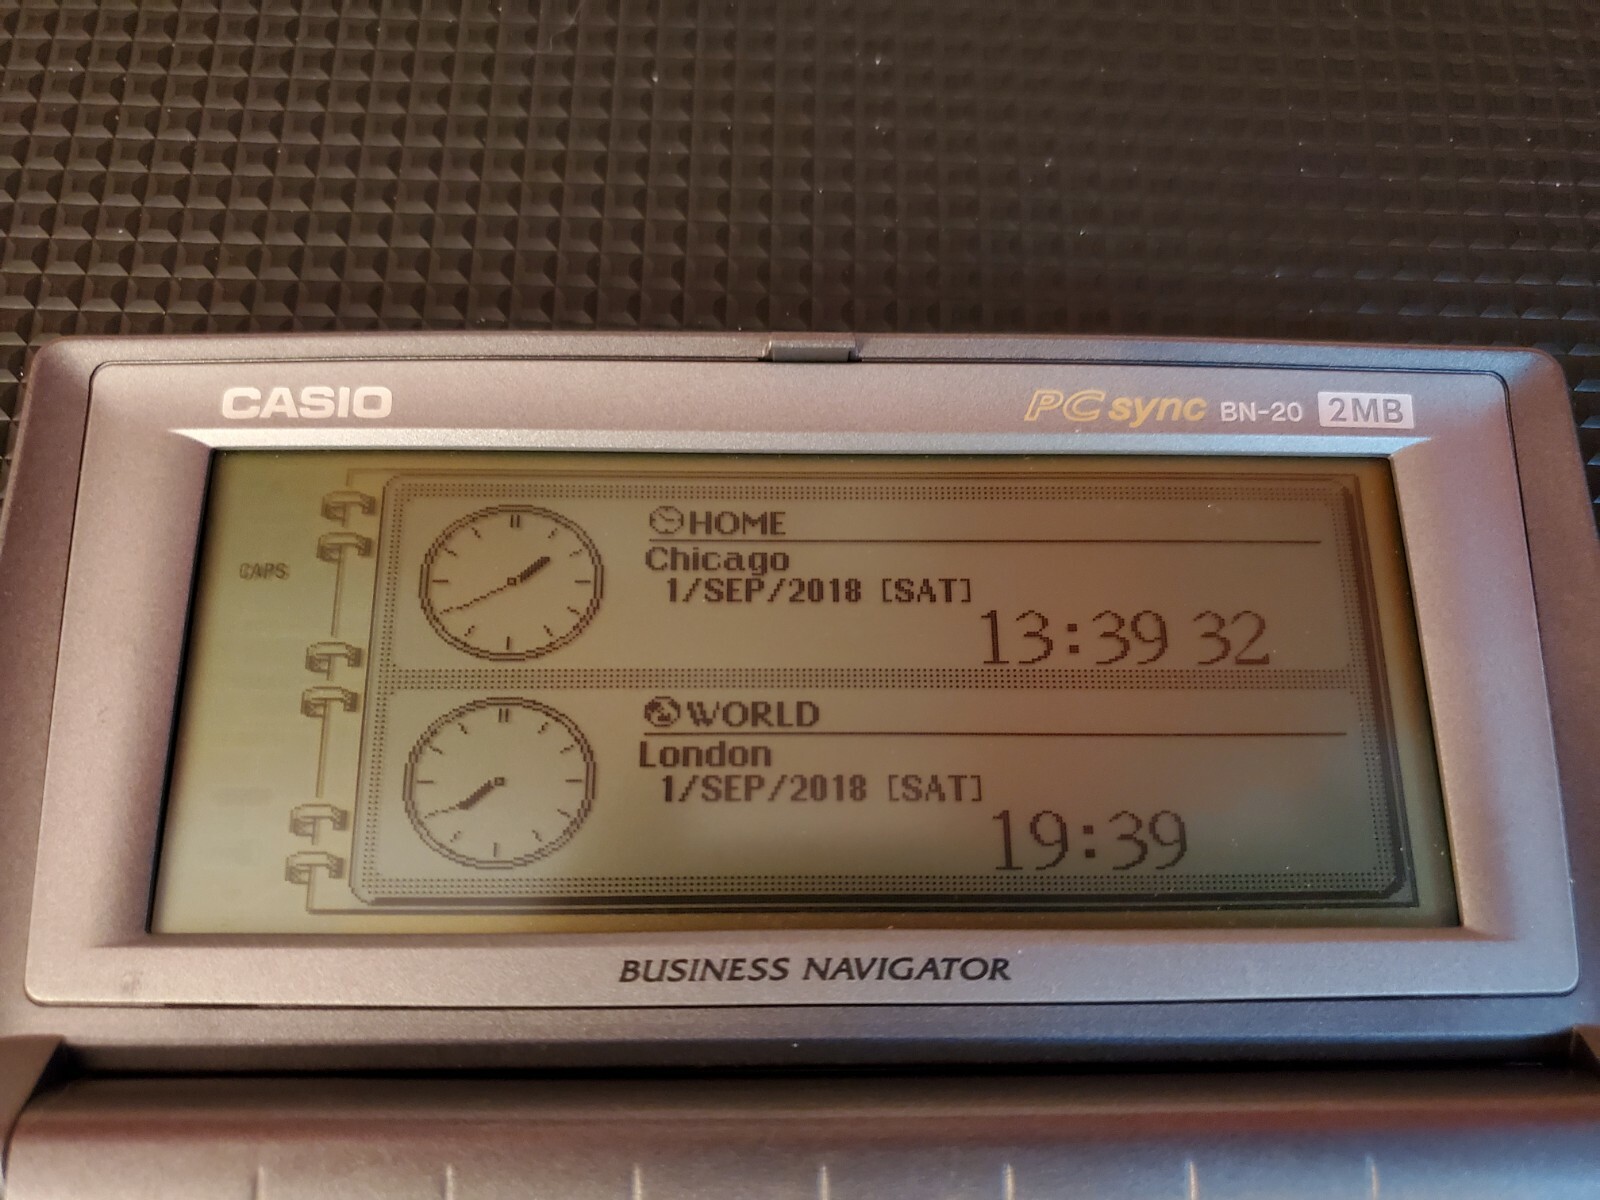 CASIO
PC sync BN-20 2MB
CAPS
HOME
Chicago
1/SEP/2018 [SAT]
13:39 32
WORLD
London
1/SEP/2018 [SAT]
19:39
BUSINESS NAVIGATOR